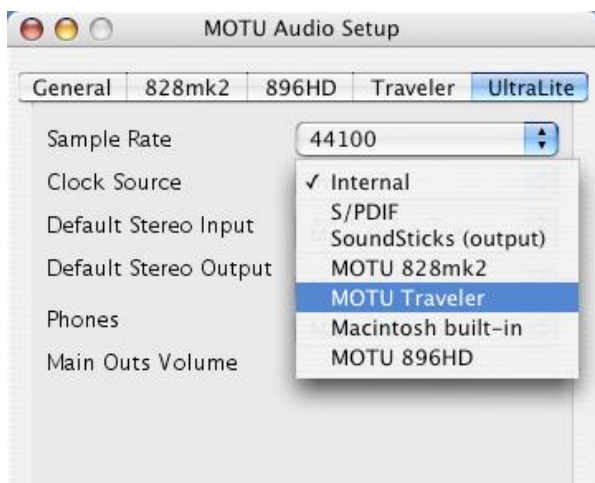 MOTU Audio Setup
General 828mk2 896HD Traveler UltraLite
Sample Rate 44100
Clock Source ✓ Internal
S/PDIF
Default Stereo Input SoundSticks (output)
Default Stereo Output MOTU 828mk2
MOTU Traveler
Phones Macintosh built-in
Main Outs Volume MOTU 896HD